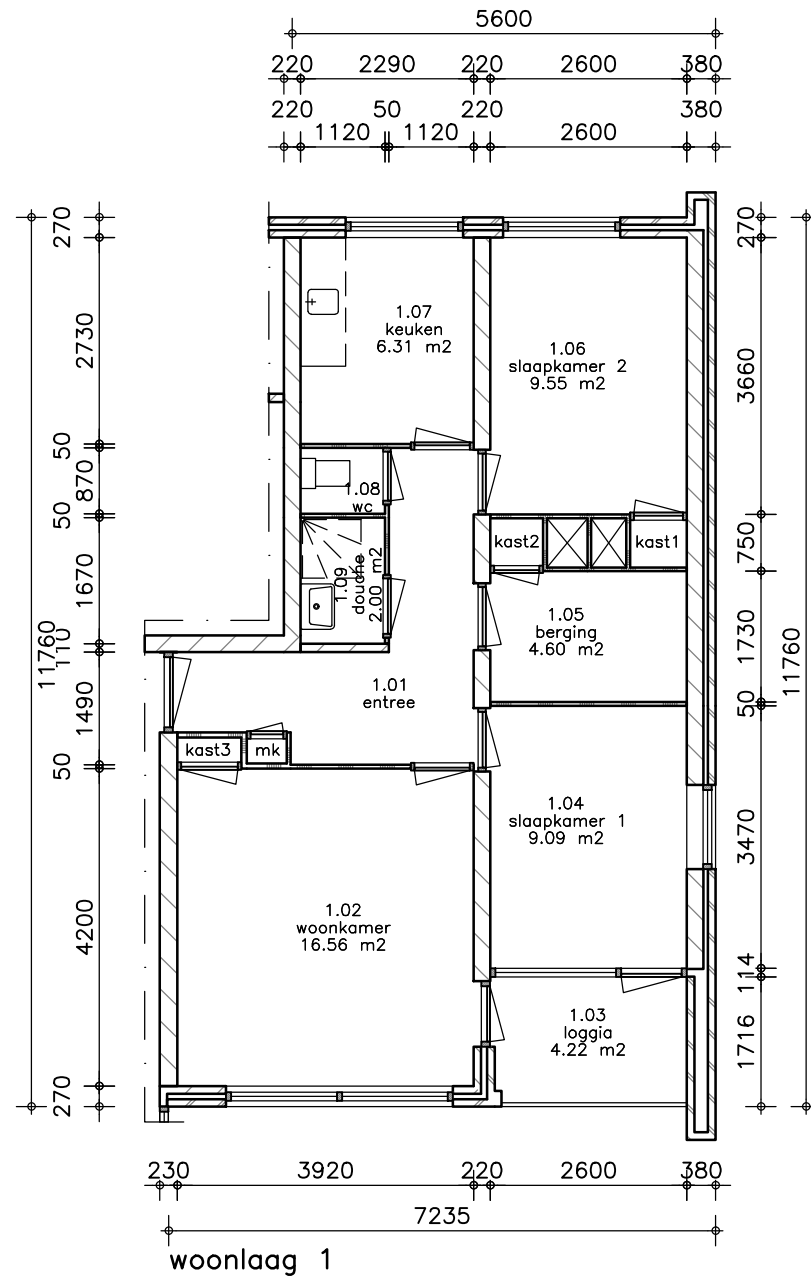 5600
220 2290 220 2600 380
220 50 220 380
1120 1120 2600
270
2730
50
870
50
1670
110
11760
1490
50
4200
270
270
3660
750
1730
50
11760
3470
114
1716
1.07
keuken
6.31 m2
1.06
slaapkamer 2
9.55 m2
1.08
wc
kast2
kast1
1.09
douche
2.00 m2
1.05
berging
4.60 m2
1.01
entree
kast3
mk
1.04
slaapkamer 1
9.09 m2
1.02
woonkamer
16.56 m2
1.03
loggia
4.22 m2
230 3920 220 2600 380
7235
woonlaag 1